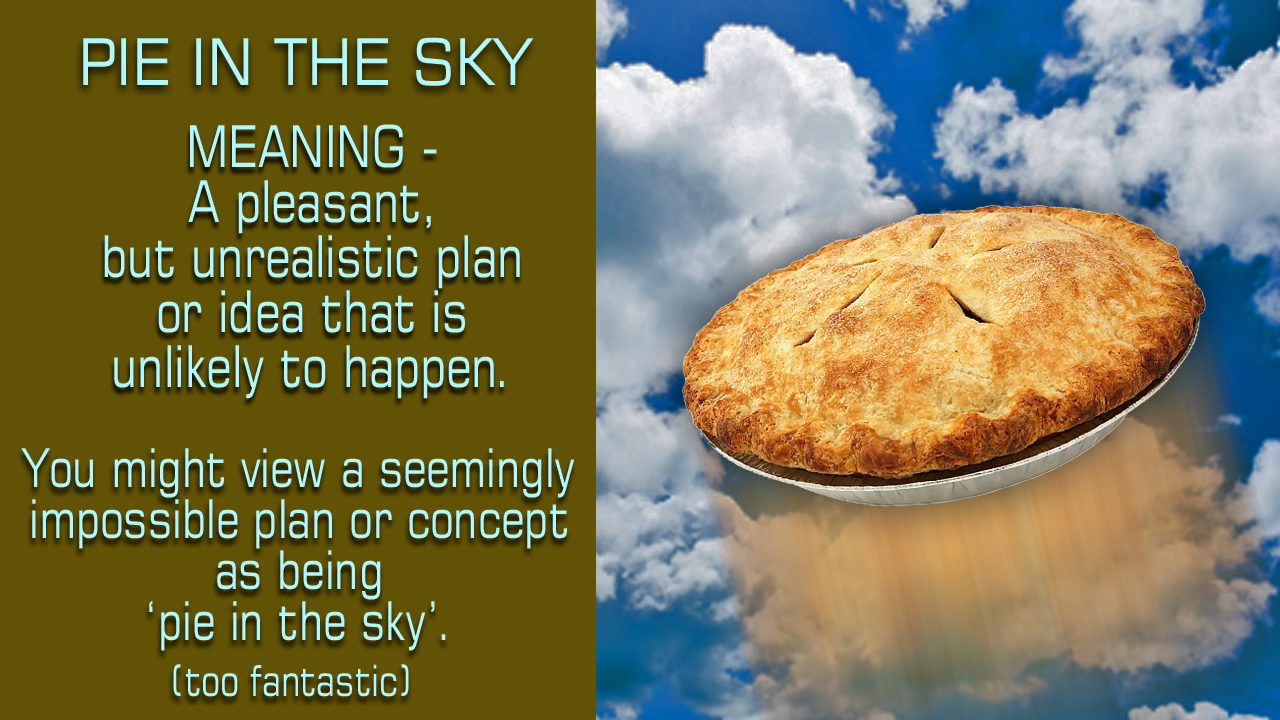 PIE IN THE SKY
MEANING -
A pleasant,
but unrealistic plan
or idea that is
unlikely to happen.
You might view a seemingly
impossible plan or concept
as being
‘pie in the sky’.
(too fantastic)